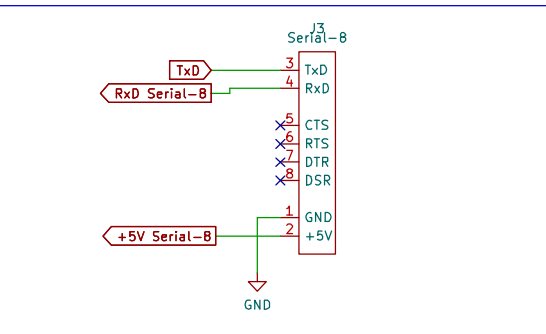 J3
Serial-8
TxD 3 TxD
RxD Serial-8 4 RxD
5 CTS
6 RTS
7 DTR
8 DSR
1 GND
+5V Serial-8 2 +5V
GND